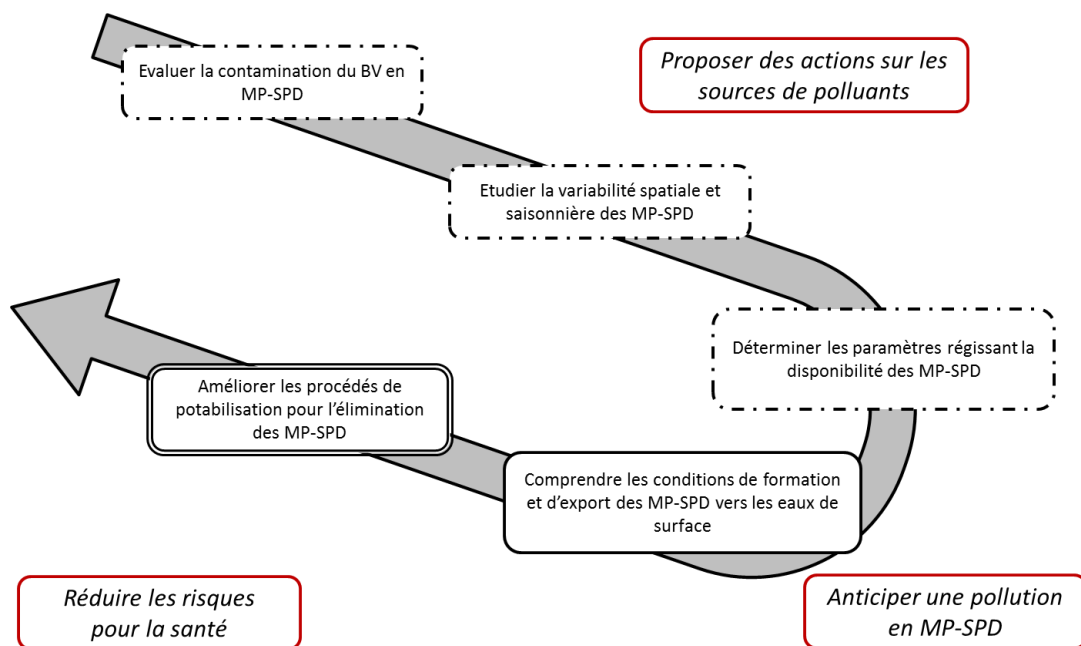 Evaluer la contamination du BV en
MP-SPD
Proposer des actions sur les
sources de polluants
Etudier la variabilité spatiale et
saisonnière des MP-SPD
Déterminer les paramètres régissant la
disponibilité des MP-SPD
Améliorer les procédés de
potabilisation pour l’élimination
des MP-SPD
Comprendre les conditions de formation
et d’export des MP-SPD vers les eaux de
surface
Réduire les risques
pour la santé
Anticiper une pollution
en MP-SPD